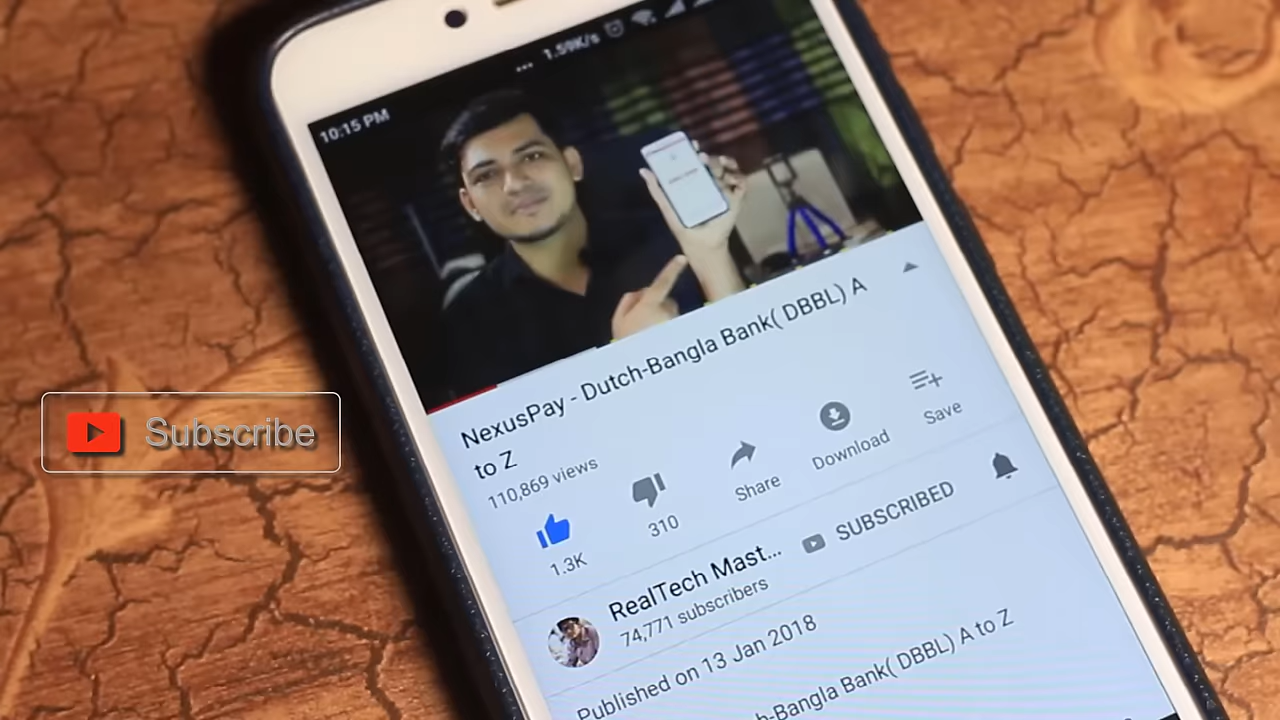 10:15 PM
... 1.59K/s
NexusPay - Dutch-Bangla Bank( DBBL) A
to Z
110,869 views
1.3K
310
Share
Download
Save
RealTech Mast...
74,771 subscribers
SUBSCRIBED
Published on 13 Jan 2018
ch-Bangla Bank( DBBL) A to Z
Subscribe